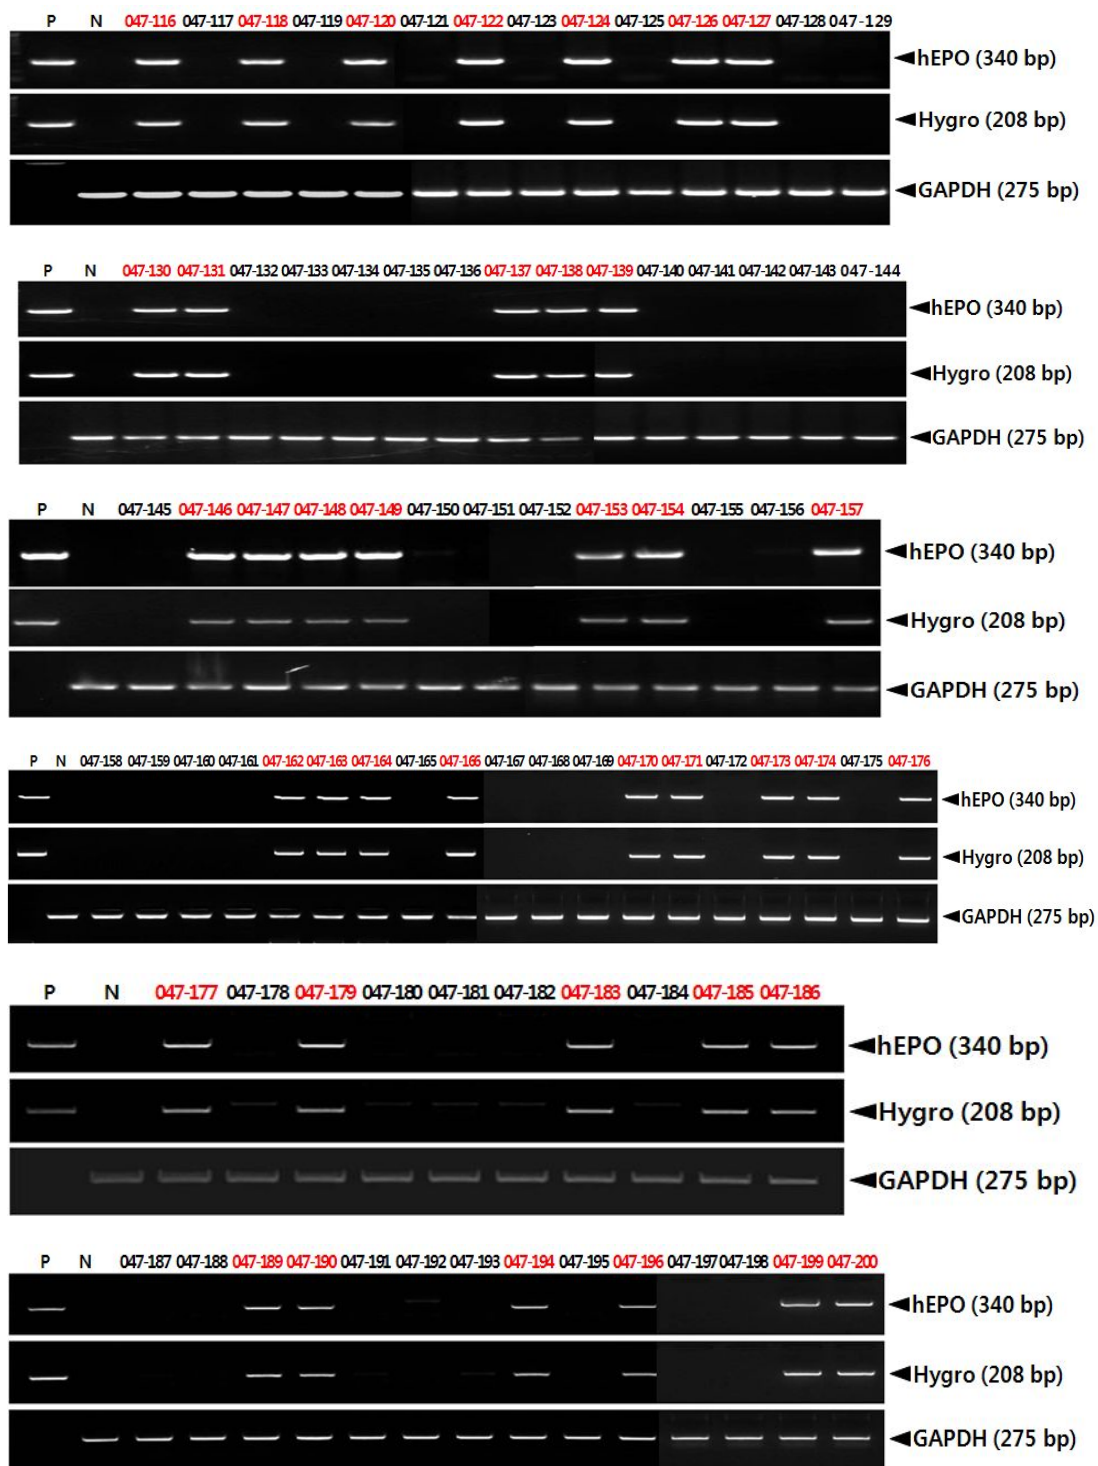 P N 047-116 047-117 047-118 047-119 047-120 047-121 047-122 047-123 047-124 047-125 047-126 047-127 047-128 047-129
hEPO (340 bp)
Hygro (208 bp)
GAPDH (275 bp)
P N 047-130 047-131 047-132 047-133 047-134 047-135 047-136 047-137 047-138 047-139 047-140 047-141 047-142 047-143 047-144
hEPO (340 bp)
Hygro (208 bp)
GAPDH (275 bp)
P N 047-145 047-146 047-147 047-148 047-149 047-150 047-151 047-152 047-153 047-154 047-155 047-156 047-157
hEPO (340 bp)
Hygro (208 bp)
GAPDH (275 bp)
P N 047-158 047-159 047-160 047-161 047-162 047-163 047-164 047-165 047-166 047-167 047-168 047-169 047-170 047-171 047-172 047-173 047-174 047-175 047-176
hEPO (340 bp)
Hygro (208 bp)
GAPDH (275 bp)
P N 047-177 047-178 047-179 047-180 047-181 047-182 047-183 047-184 047-185 047-186
hEPO (340 bp)
Hygro (208 bp)
GAPDH (275 bp)
P N 047-187 047-188 047-189 047-190 047-191 047-192 047-193 047-194 047-195 047-196 047-197 047-198 047-199 047-200
hEPO (340 bp)
Hygro (208 bp)
GAPDH (275 bp)